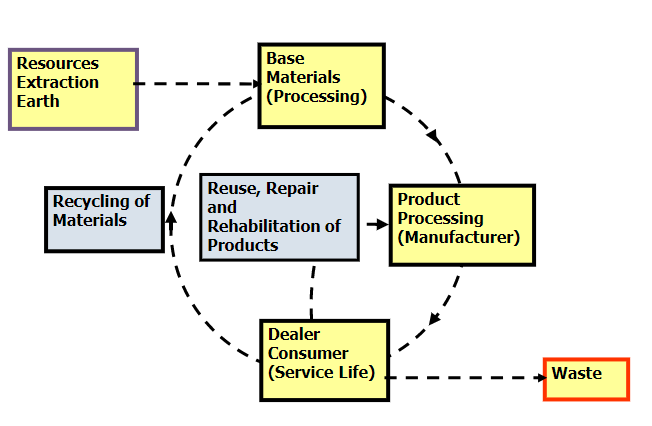 Resources
Extraction
Earth
Base
Materials
(Processing)
Recycling of
Materials
Reuse, Repair
and
Rehabilitation of
Products
Product
Processing
(Manufacturer)
Dealer
Consumer
(Service Life)
Waste